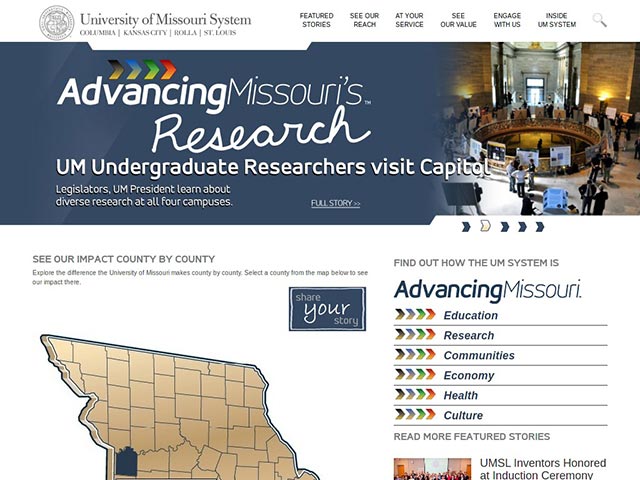 University of Missouri System
COLUMBIA | KANSAS CITY | ROLLA | ST. LOUIS
FEATURED STORIES
SEE OUR REACH
AT YOUR SERVICE
SEE OUR VALUE
ENGAGE WITH US
INSIDE UM SYSTEM
AdvancingMissouri's™
Research
UM Undergraduate Researchers visit Capitol
Legislators, UM President learn about
diverse research at all four campuses.
FULL STORY >>
SEE OUR IMPACT COUNTY BY COUNTY
Explore the difference the University of Missouri makes county by county. Select a county from the map below to see
our impact there.
share
your
story
FIND OUT HOW THE UM SYSTEM IS
AdvancingMissouri.
Education
Research
Communities
Economy
Health
Culture
READ MORE FEATURED STORIES
UMSL Inventors Honored
at Induction Ceremony